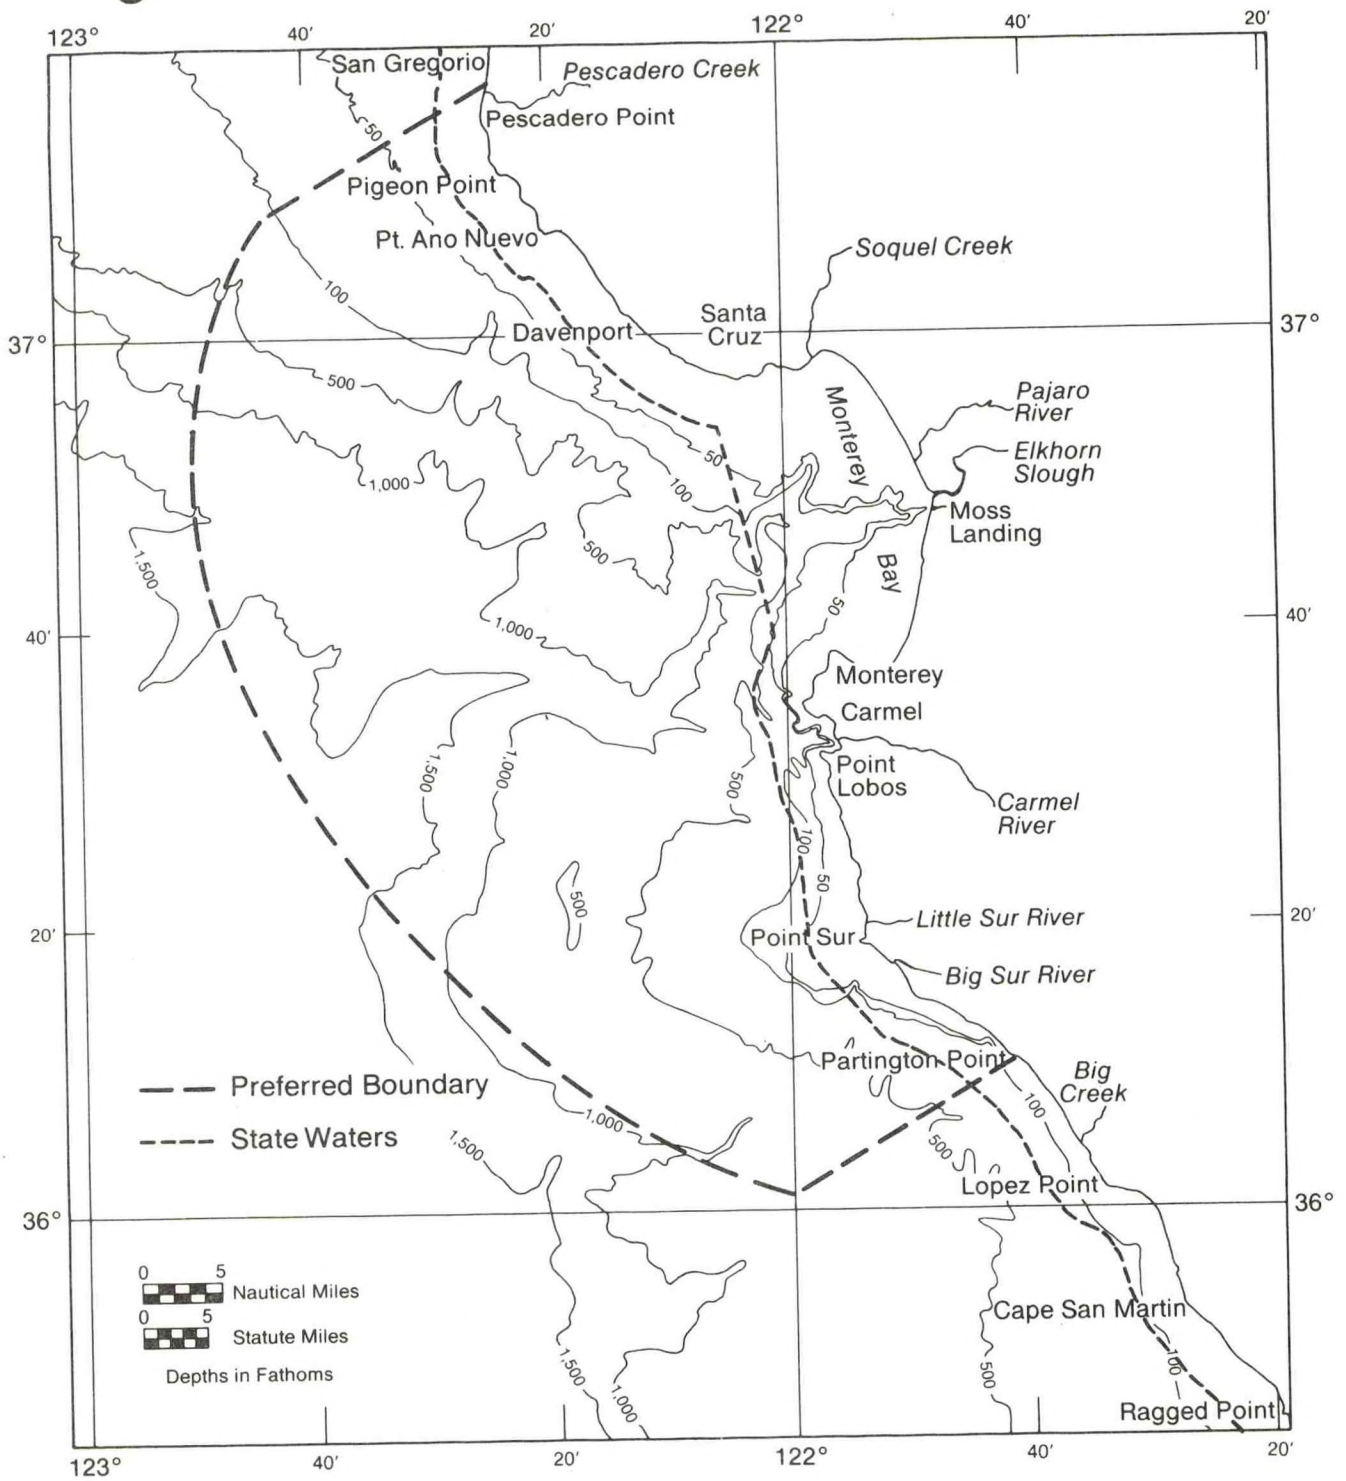 123°
40′
20′
122°
40′
20′
San Gregorio
Pescadero Creek
Pescadero Point
50
Pigeon Point
Pt. Ano Nuevo
Soquel Creek
100
Santa
Cruz
Davenport
37°
37°
500
Pajaro
River
Monterey
Elkhorn
Slough
50
1,000
100
Moss
Landing
500
1,500
Bay
50
40′
40′
1,000
Monterey
Carmel
Point
Lobos
1,500
1,000
500
Carmel
River
100
50
500
20′
20′
Little Sur River
Point Sur
Big Sur River
Partington Point
Big
Creek
Preferred Boundary
100
1,000
State Waters
1,500
500
Lopez Point
36°
36°
0 5
Nautical Miles
0 5
Statute Miles
Depths in Fathoms
Cape San Martin
1,500
1,000
500
100
Ragged Point
123°
40′
20′
122°
40′
20′